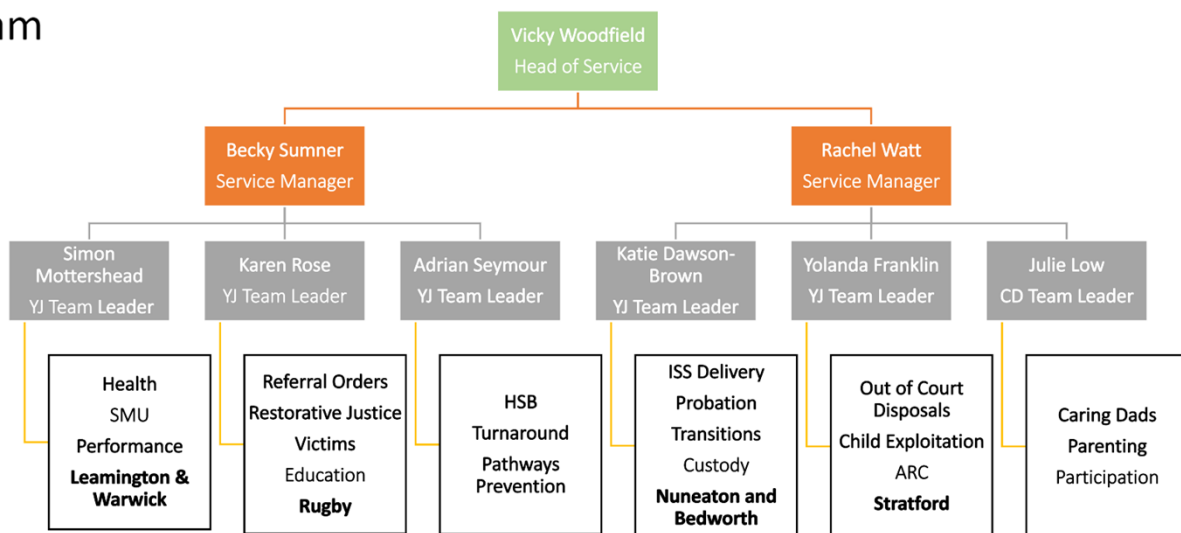 am
Vicky Woodfield
Head of Service
Becky Sumner
Service Manager
Rachel Watt
Service Manager
Simon
Mottershead
YJ Team Leader
Karen Rose
YJ Team Leader
Adrian Seymour
YJ Team Leader
Katie Dawson-
Brown
YJ Team Leader
Yolanda Franklin
YJ Team Leader
Julie Low
CD Team Leader
Health
SMU
Performance
Leamington &
Warwick
Referral Orders
Restorative Justice
Victims
Education
Rugby
HSB
Turnaround
Pathways
Prevention
ISS Delivery
Probation
Transitions
Custody
Nuneaton and
Bedworth
Out of Court
Disposals
Child Exploitation
ARC
Stratford
Caring Dads
Parenting
Participation